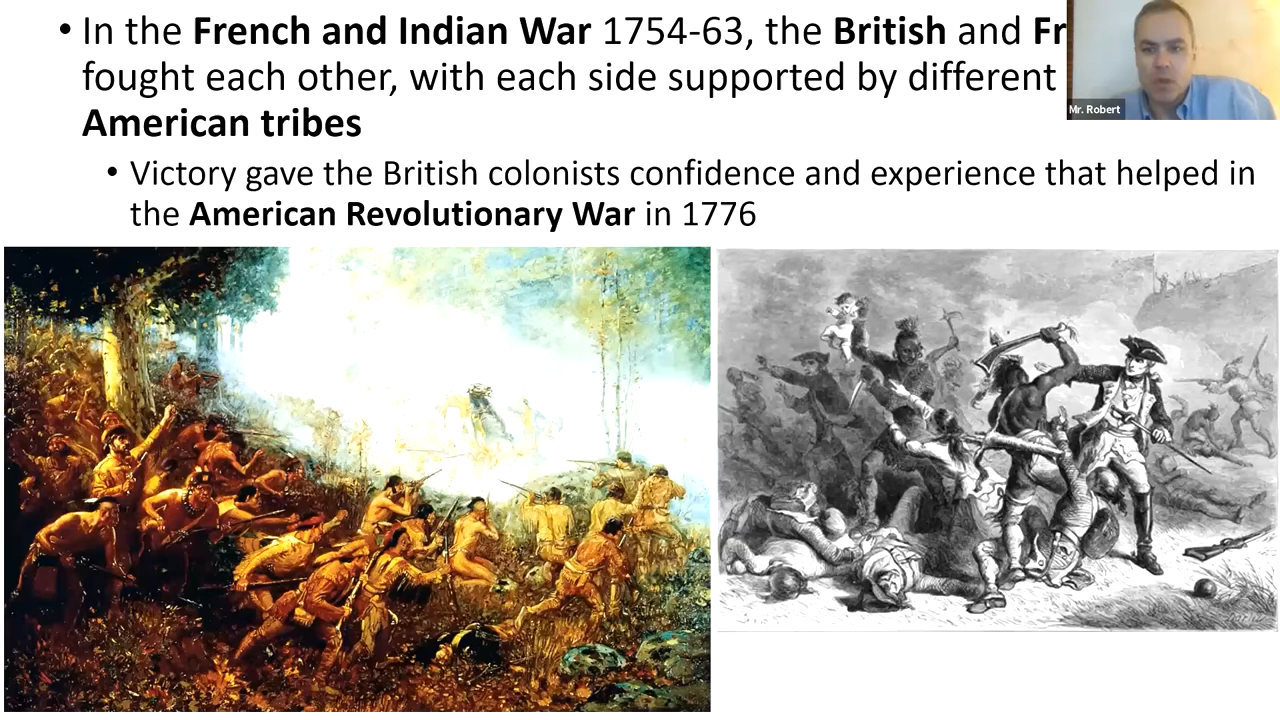 • In the French and Indian War 1754-63, the British and Fr
fought each other, with each side supported by different
American tribes
• Victory gave the British colonists confidence and experience that helped in
the American Revolutionary War in 1776
Mr. Robert